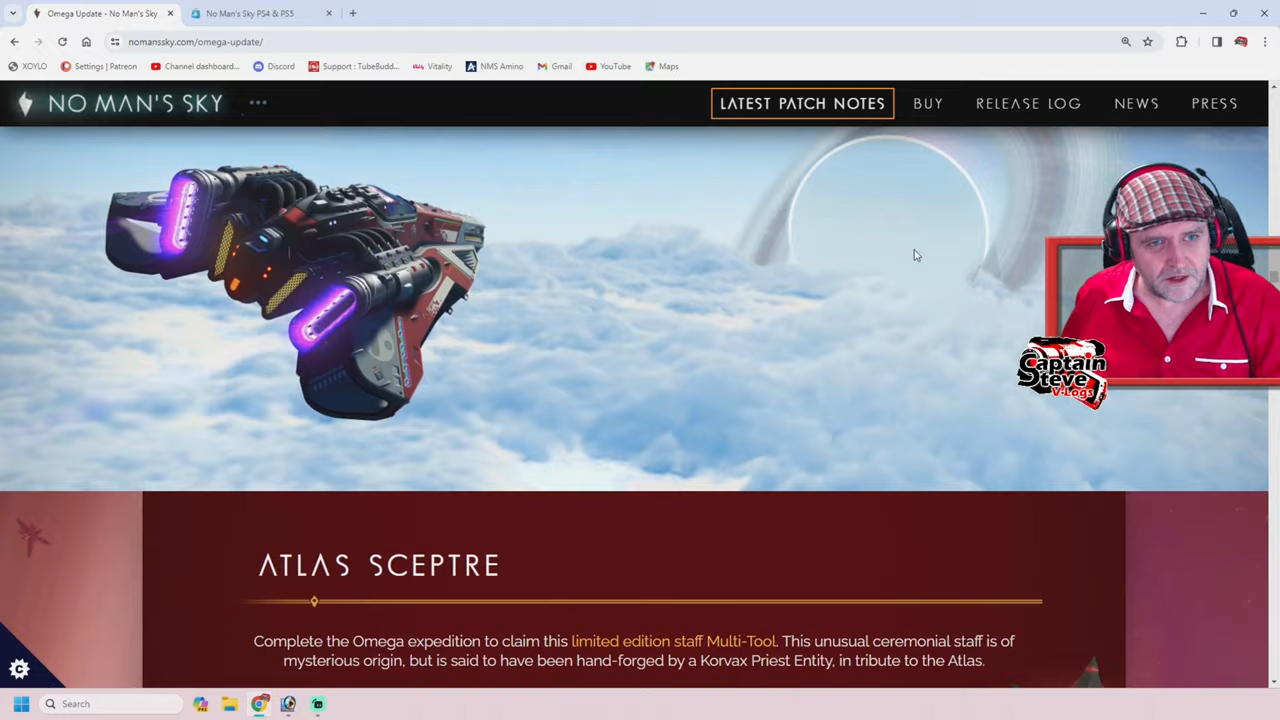 Omega Update - No Man's Sky
No Man's Sky PS4 & PS5
nomanssky.com/omega-update/
XOYLO
Settings | Patreon
Channel dashboard...
Discord
Support : TubeBudd...
Vitality
NMS Amino
Gmail
YouTube
Maps
NO MAN'S SKY
LATEST PATCH NOTES
BUY
RELEASE LOG
NEWS
PRESS
Captain
Steve
V-Logs
ATLAS SCEPTRE
Complete the Omega expedition to claim this limited edition staff Multi-Tool. This unusual ceremonial staff is of
mysterious origin, but is said to have been hand-forged by a Korvax Priest Entity, in tribute to the Atlas.
Search